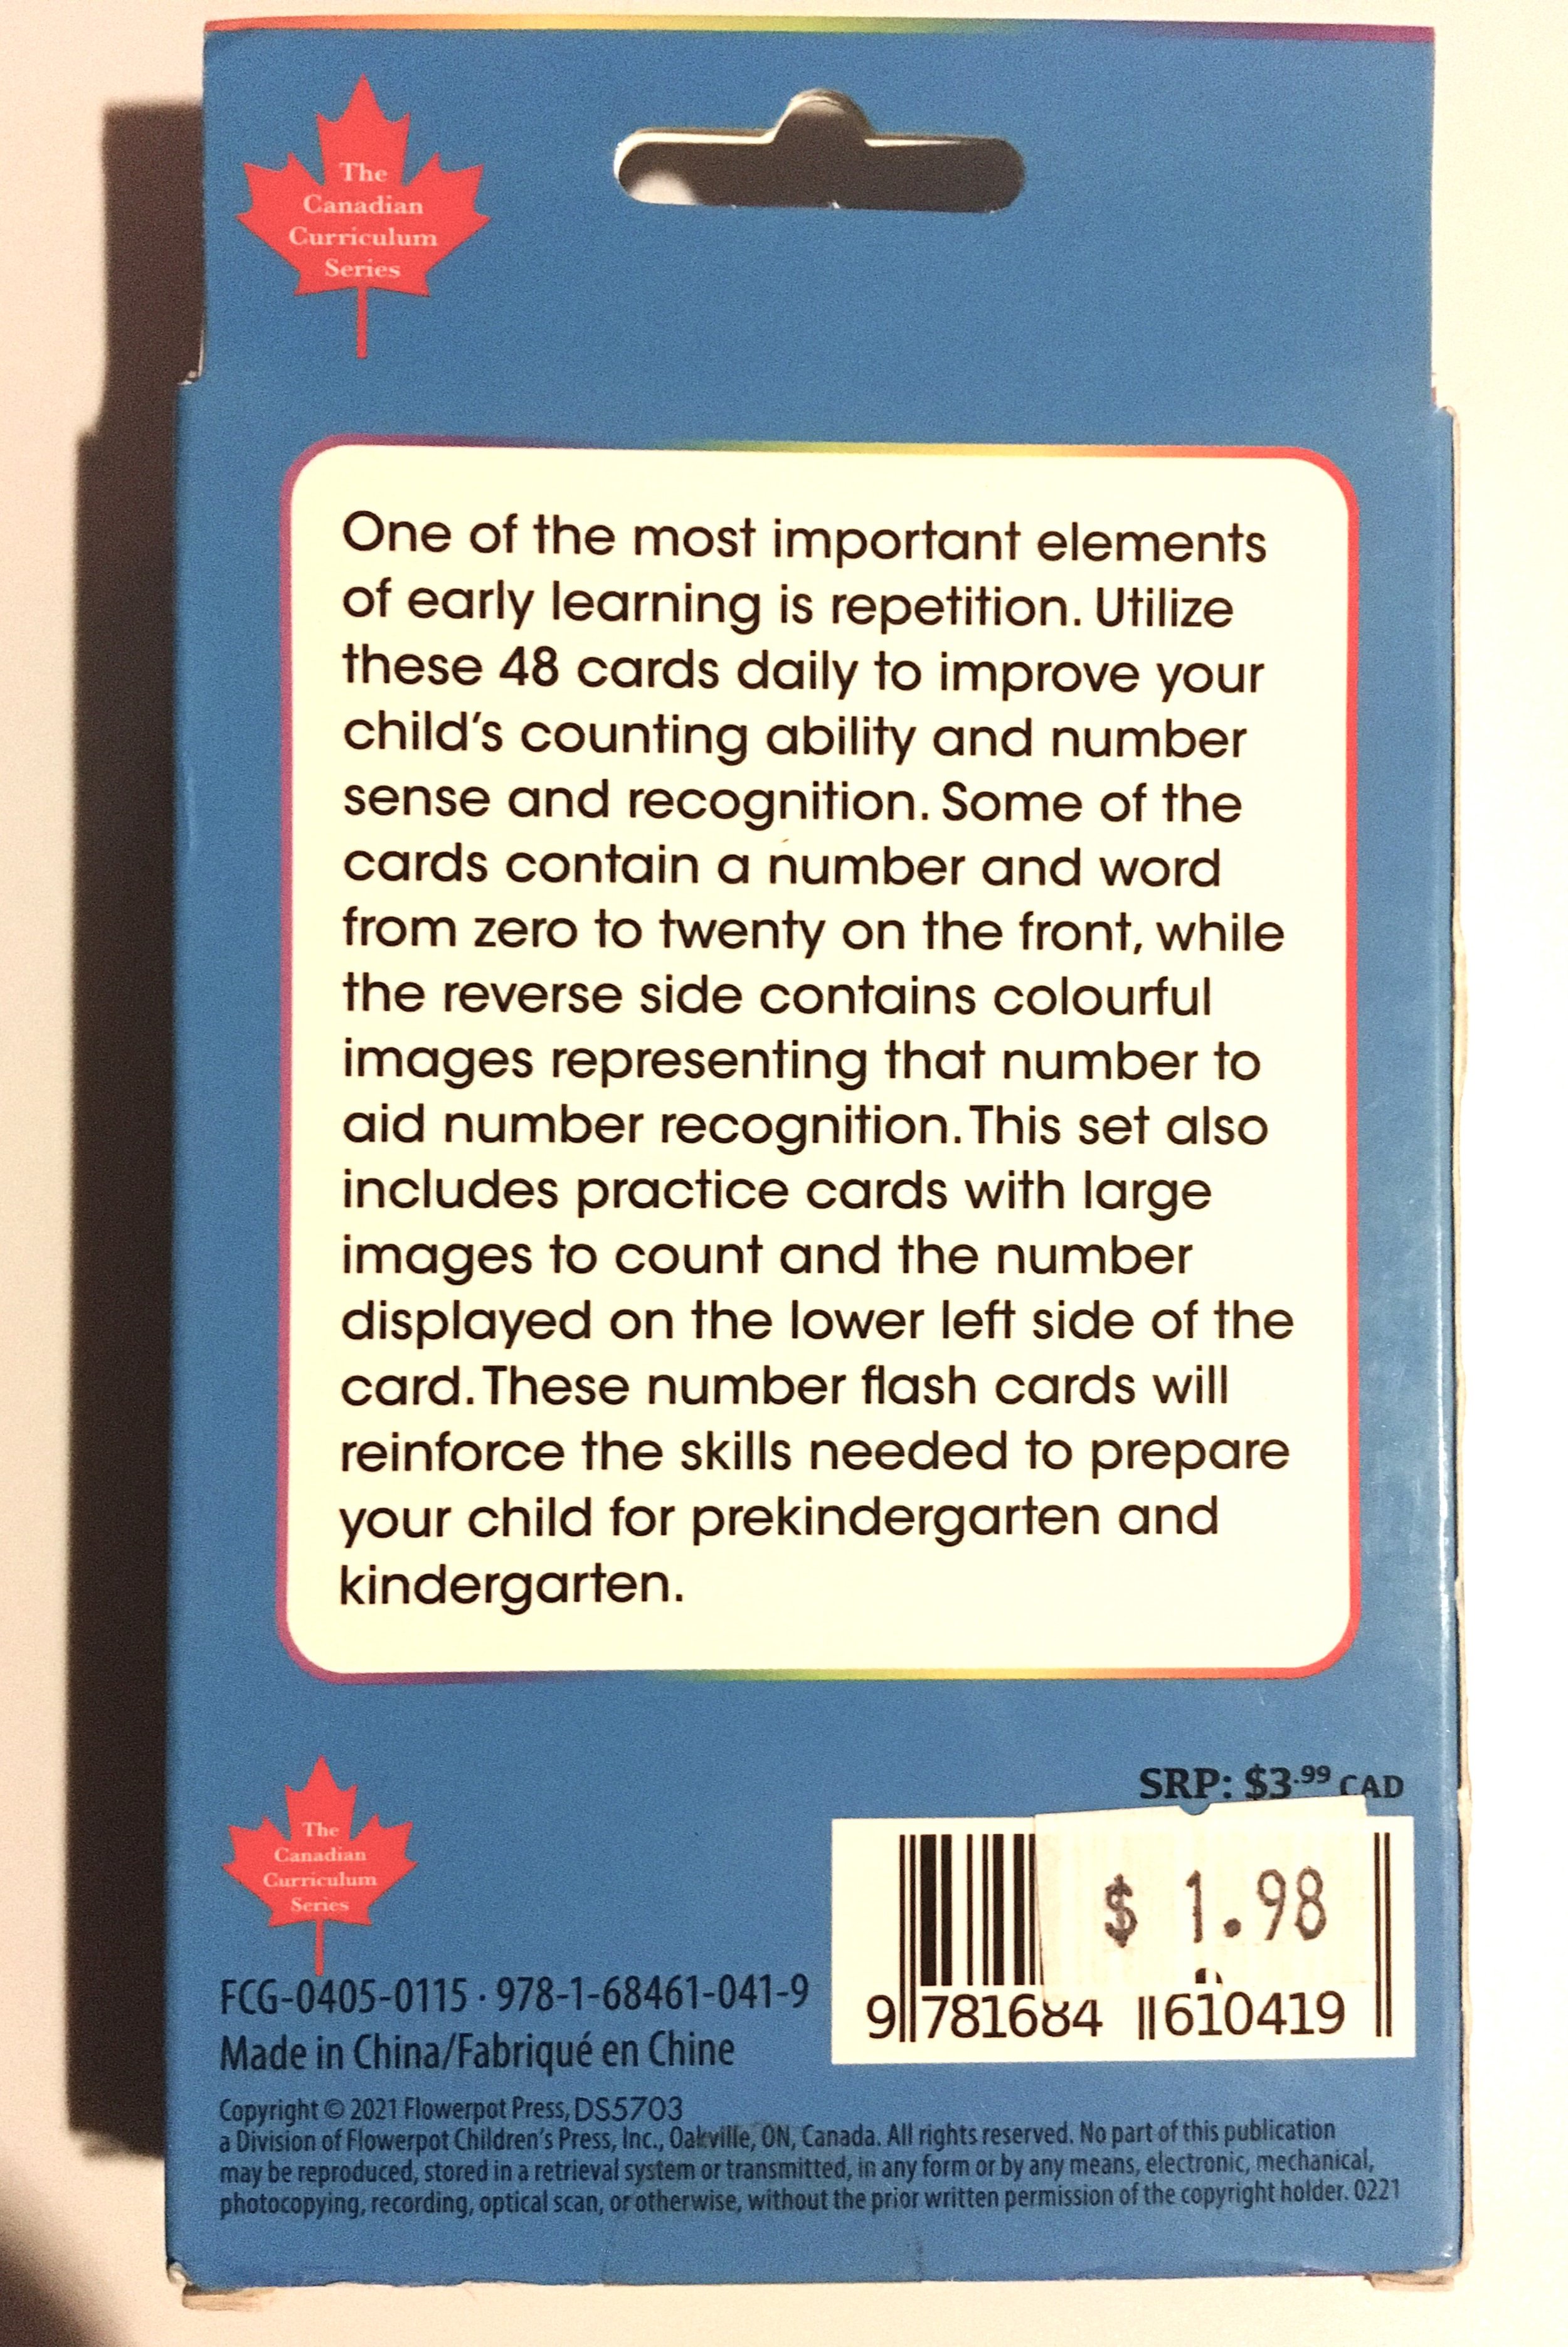 The
Canadian
Curriculum
Series
One of the most important elements
of early learning is repetition. Utilize
these 48 cards daily to improve your
child's counting ability and number
sense and recognition. Some of the
cards contain a number and word
from zero to twenty on the front, while
the reverse side contains colourful
images representing that number to
aid number recognition. This set also
includes practice cards with large
images to count and the number
displayed on the lower left side of the
card. These number flash cards will
reinforce the skills needed to prepare
your child for prekindergarten and
kindergarten.
The
Canadian
Curriculum
Series
SRP: $3.99 CAD
$ 1.98
9 781684 610419
FCG-0405-0115 · 978-1-68461-041-9
Made in China/Fabriqué en Chine
Copyright © 2021 Flowerpot Press, DS5703
a Division of Flowerpot Children's Press, Inc., Oakville, ON, Canada. All rights reserved. No part of this publication
may be reproduced, stored in a retrieval system or transmitted, in any form or by any means, electronic, mechanical,
photocopying, recording, optical scan, or otherwise, without the prior written permission of the copyright holder. 0221